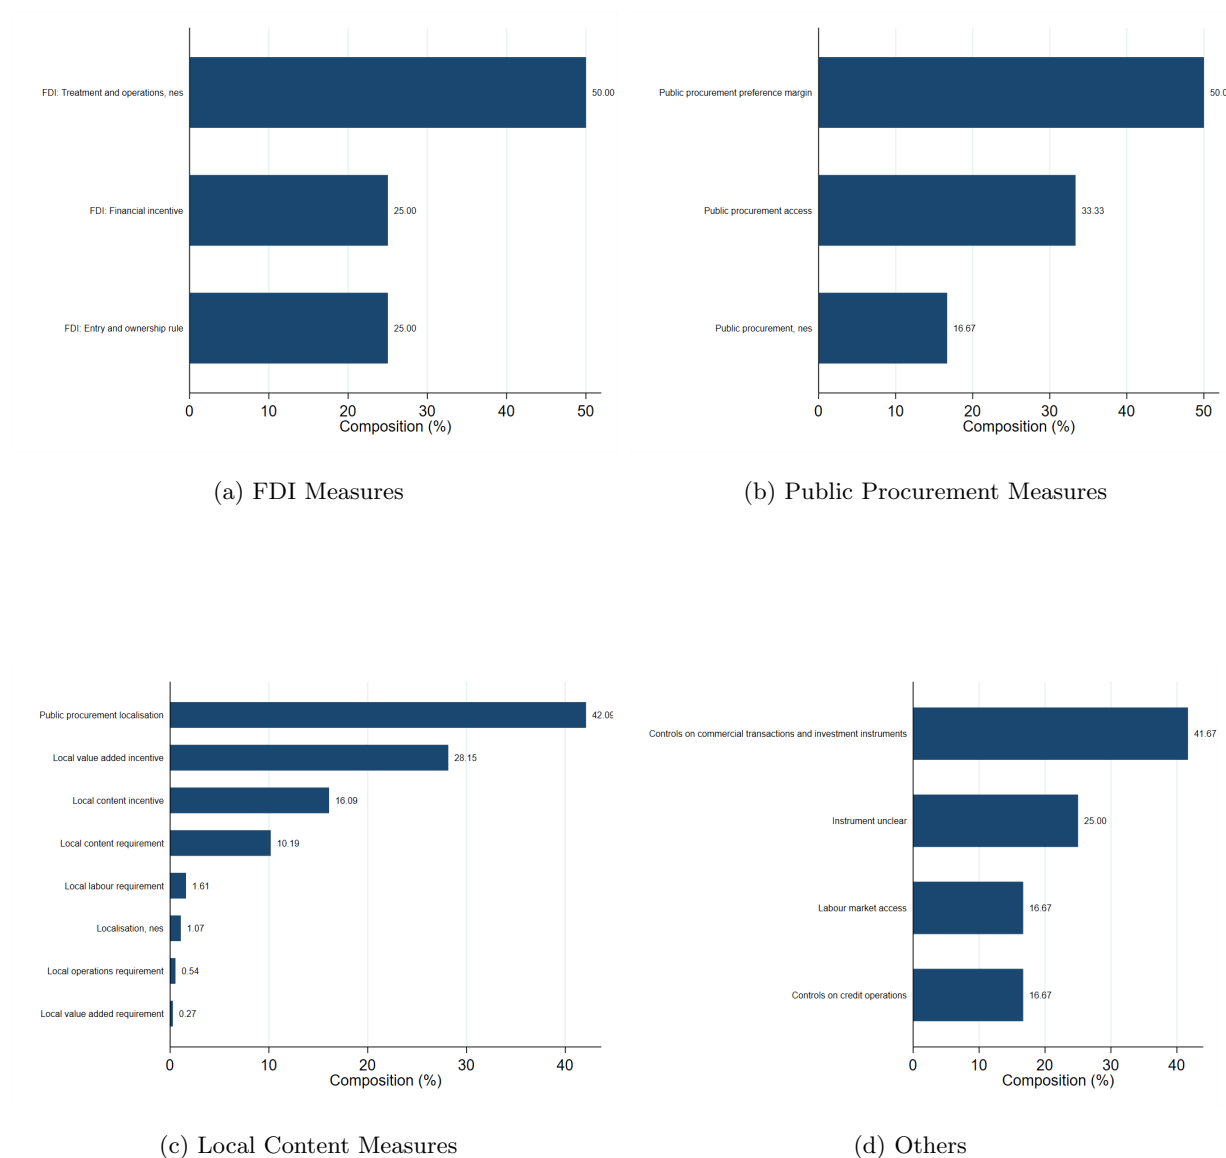 FDI: Treatment and operations, nes
50.00
FDI: Financial incentive
25.00
FDI: Entry and ownership rule
25.00
0 10 20 30 40 50
Composition (%)
(a) FDI Measures
Public procurement preference margin
50.0
Public procurement access
33.33
Public procurement, nes
16.67
0 10 20 30 40 50
Composition (%)
(b) Public Procurement Measures
Public procurement localisation
42.09
Local value added incentive
28.15
Local content incentive
16.09
Local content requirement
10.19
Local labour requirement
1.61
Localisation, nes
1.07
Local operations requirement
0.54
Local value added requirement
0.27
0 10 20 30 40
Composition (%)
(c) Local Content Measures
Controls on commercial transactions and investment instruments
41.67
Instrument unclear
25.00
Labour market access
16.67
Controls on credit operations
16.67
0 10 20 30 40
Composition (%)
(d) Others